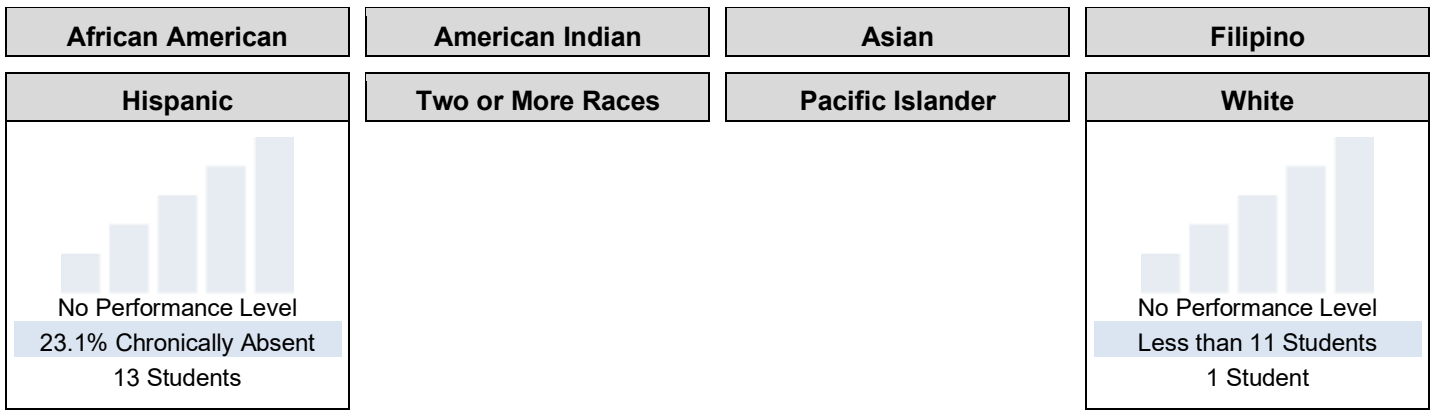 African American
American Indian
Asian
Filipino
Hispanic
Two or More Races
Pacific Islander
White
No Performance Level
23.1% Chronically Absent
13 Students
No Performance Level
Less than 11 Students
1 Student